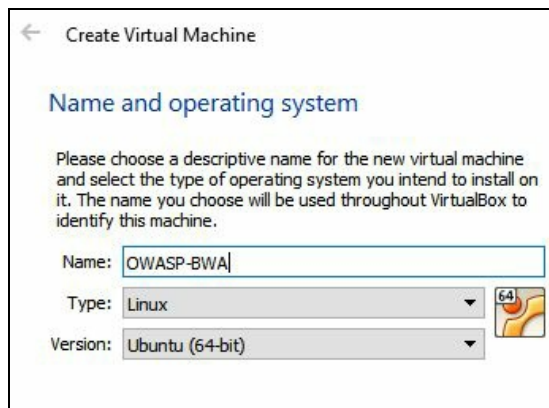 Create Virtual Machine
Name and operating system
Please choose a descriptive name for the new virtual machine
and select the type of operating system you intend to install on
it. The name you choose will be used throughout VirtualBox to
identify this machine.
Name: OWASP-BWA
Type: Linux
64
Version: Ubuntu (64-bit)